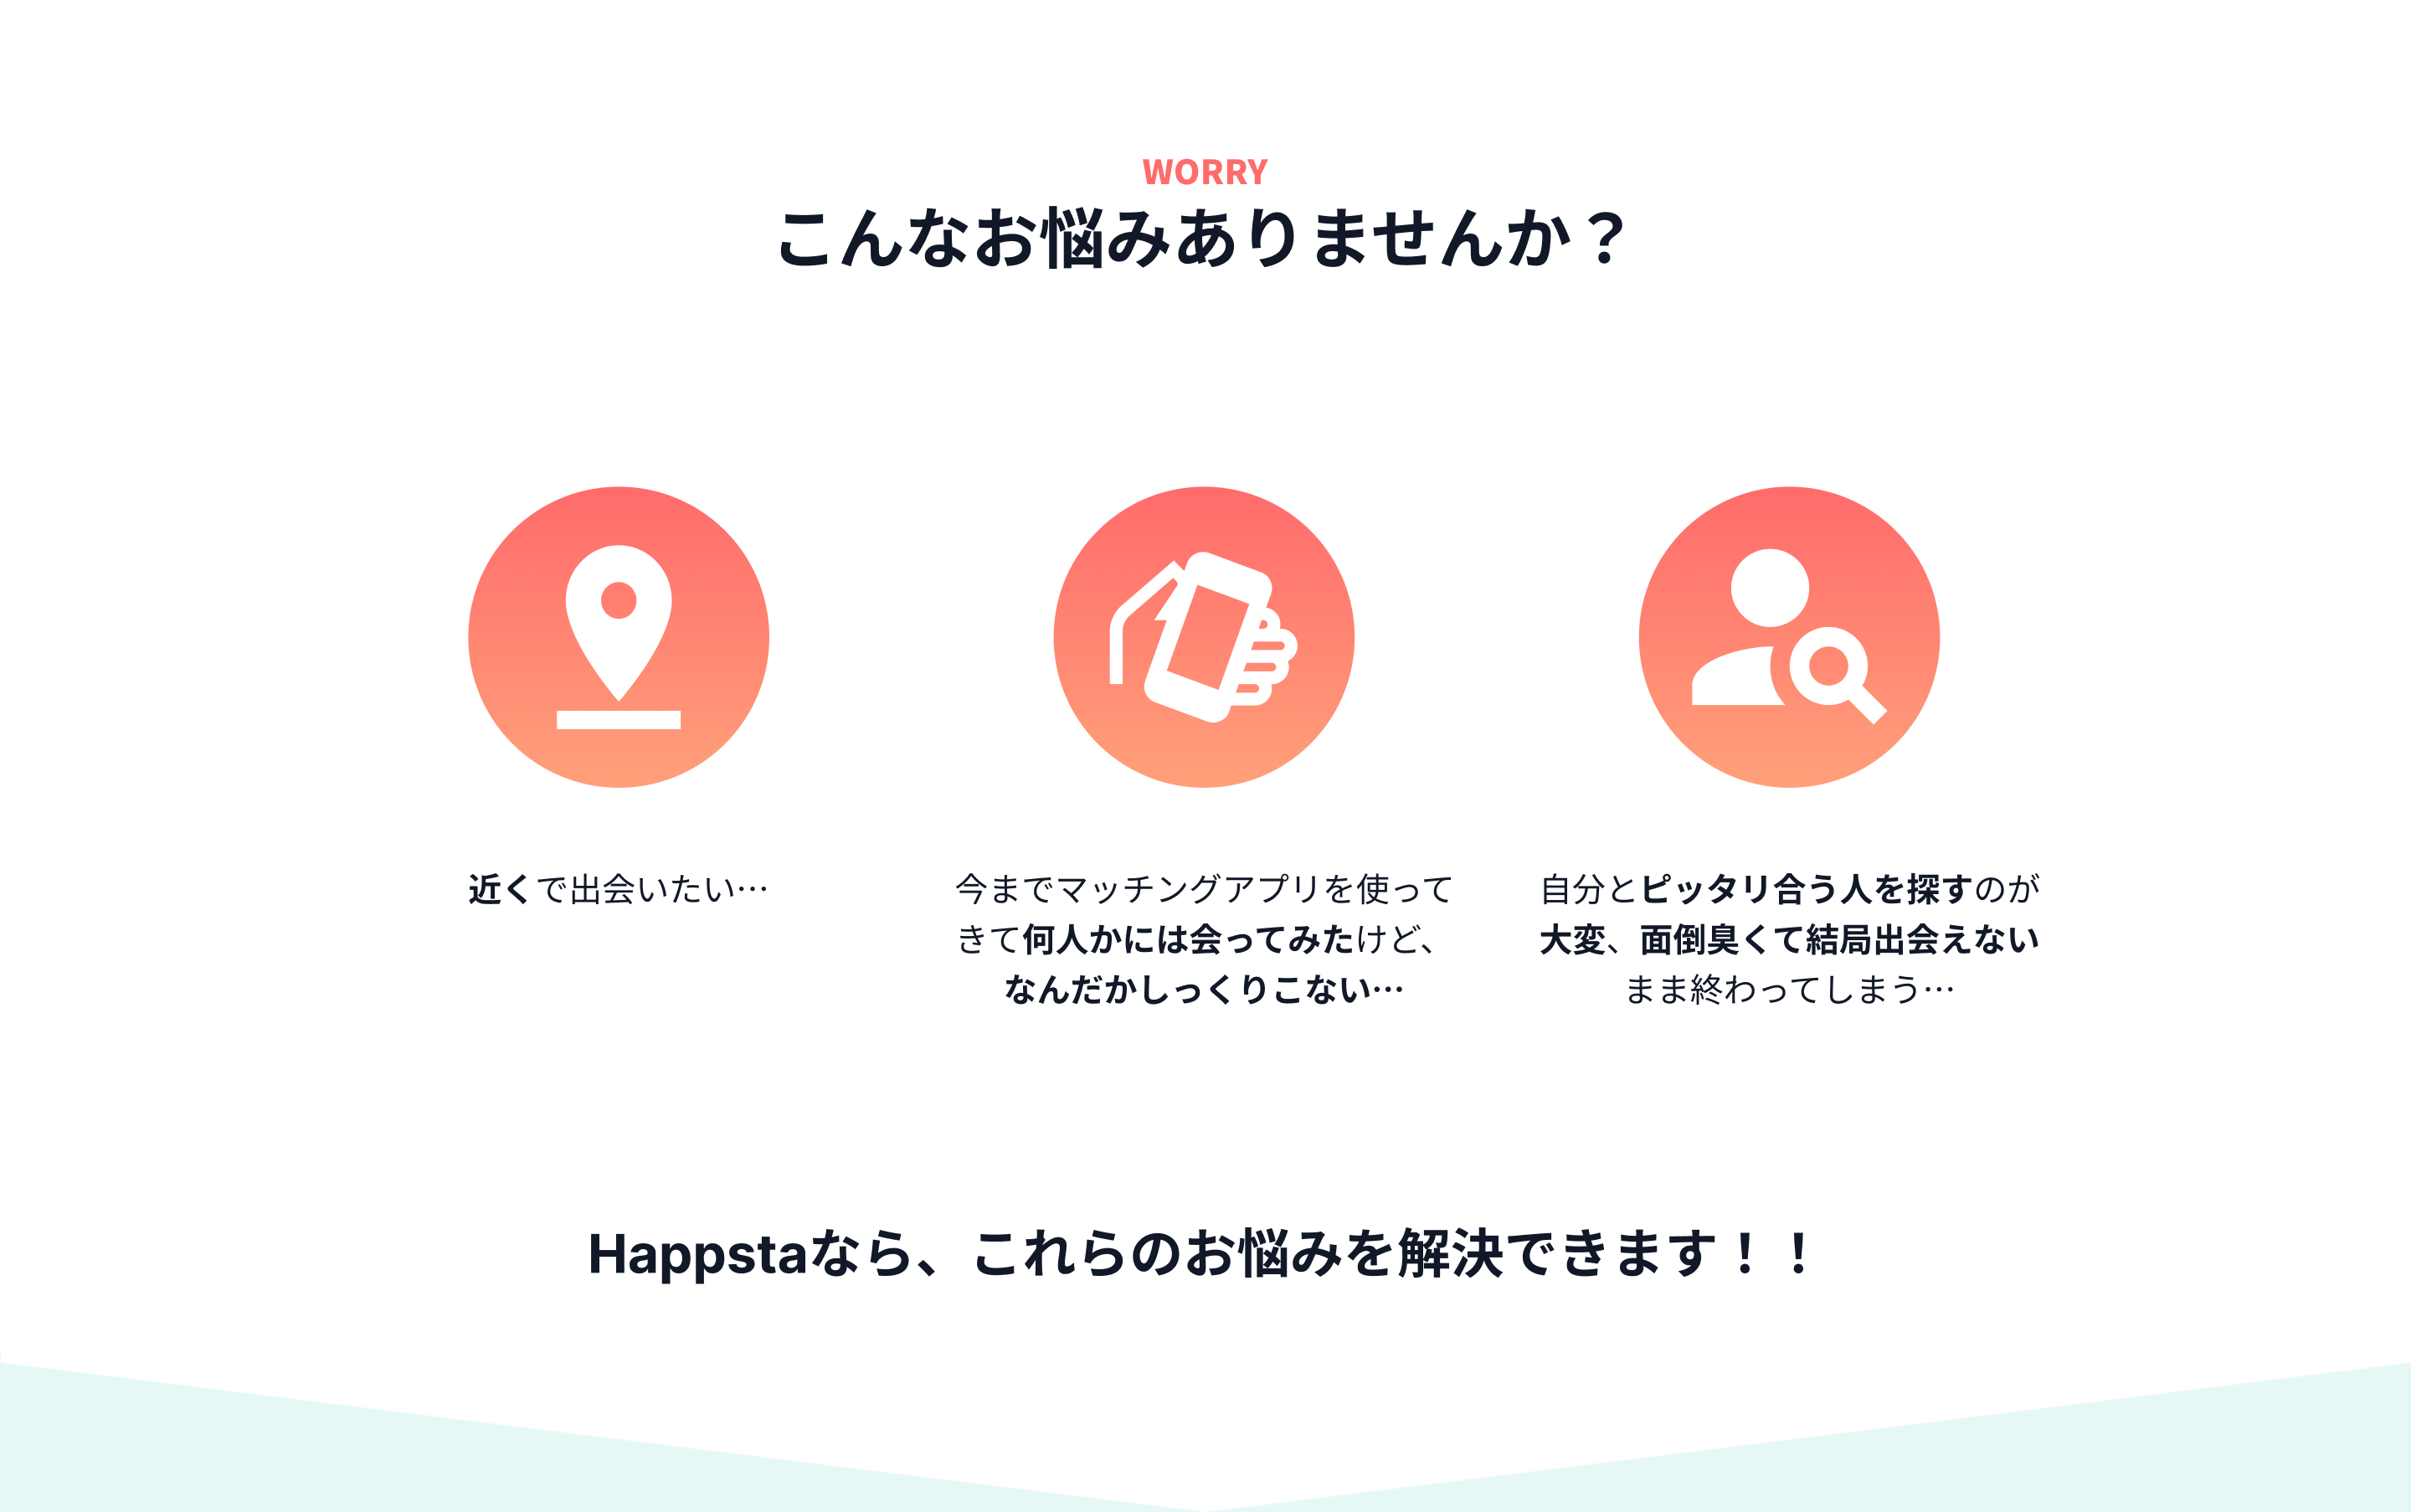 WORRY
こんなお悩みありませんか？
近くで出会いたい…
今までマッチングアプリを使って
きて何人かには会ってみたけど、
なんだかしっくりこない…
自分とピッタリ合う人を探すのが
大変、面倒臭くて結局出会えない
まま終わってしまう…
Happstaなら、これらのお悩みを解決できます！！